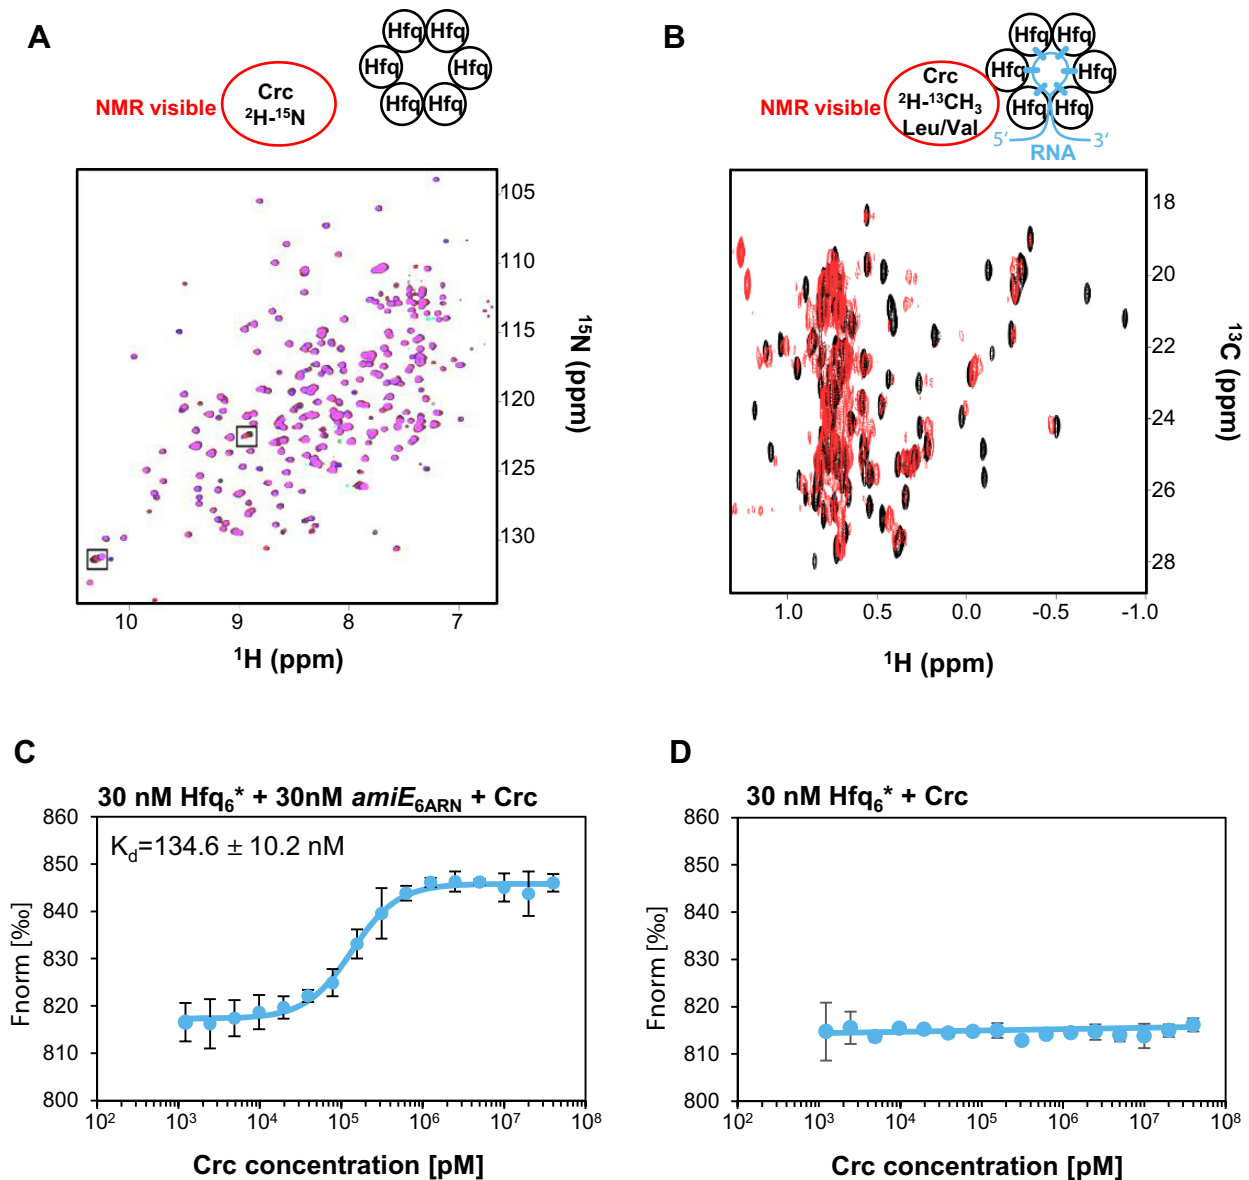 A
Hfq Hfq
Hfq Hfq
Hfq Hfq
NMR visible
Crc
²H-¹⁵N
105
110
115
120
125
130
¹⁵N (ppm)
10 9 8 7
¹H (ppm)
B
Hfq Hfq
Hfq Hfq
Hfq Hfq
NMR visible
Crc
²H-¹³CH₃
Leu/Val
5′ 3′
RNA
18
20
22
24
26
28
¹³C (ppm)
1.0 0.5 0.0 -0.5 -1.0
¹H (ppm)
C
30 nM Hfq₆* + 30nM amiE₆ARN + Crc
K_d=134.6 ± 10.2 nM
860
850
840
830
820
810
800
Fnorm [‰]
10² 10³ 10⁴ 10⁵ 10⁶ 10⁷ 10⁸
Crc concentration [pM]
D
30 nM Hfq₆* + Crc
860
850
840
830
820
810
800
Fnorm [‰]
10² 10³ 10⁴ 10⁵ 10⁶ 10⁷ 10⁸
Crc concentration [pM]